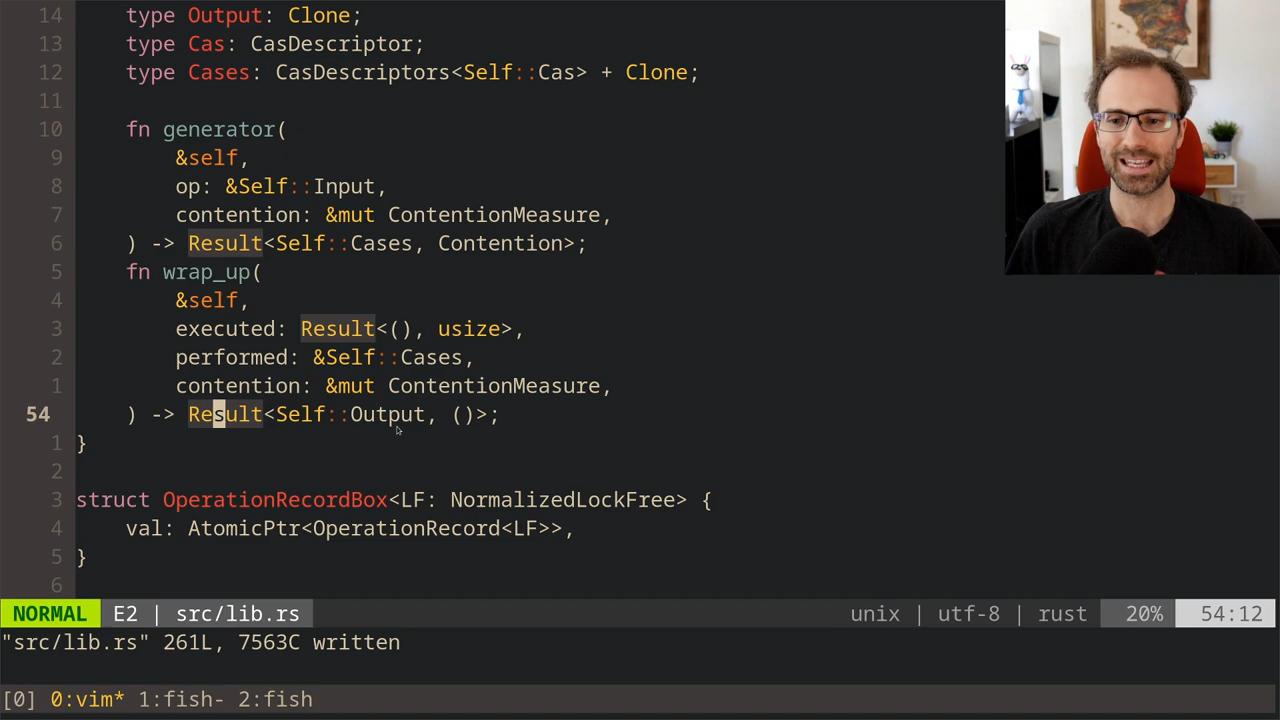 14 type Output: Clone;
13 type Cas: CasDescriptor;
12 type Cases: CasDescriptors<Self::Cas> + Clone;
11
10 fn generator(
9 &self,
8 op: &Self::Input,
7 contention: &mut ContentionMeasure,
6 ) -> Result<Self::Cases, Contention>;
5 fn wrap_up(
4 &self,
3 executed: Result<(), usize>,
2 performed: &Self::Cases,
1 contention: &mut ContentionMeasure,
54 ) -> Result<Self::Output, ()>;
1 }
2
3 struct OperationRecordBox<LF: NormalizedLockFree> {
4 val: AtomicPtr<OperationRecord<LF>>,
5 }
6
NORMAL E2 | src/lib.rs unix | utf-8 | rust 20% 54:12
"src/lib.rs" 261L, 7563C written
[0] 0:vim* 1:fish- 2:fish